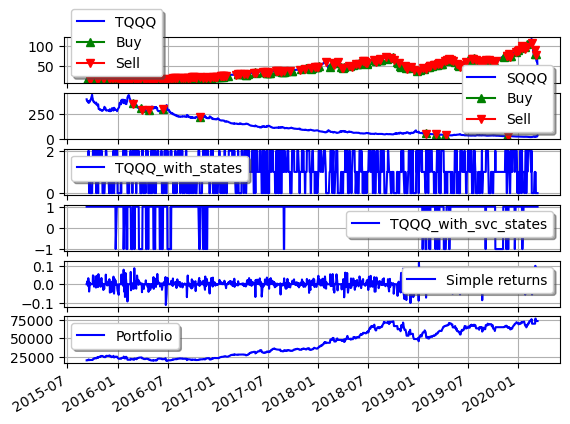 TQQQ
Buy
Sell
100
50
SQQQ
Buy
Sell
250
0
2
0
TQQQ_with_states
1
−1
TQQQ_with_svc_states
0.1
0.0
−0.1
Simple returns
75000
50000
25000
Portfolio
2015-07
2016-01
2016-07
2017-01
2017-07
2018-01
2018-07
2019-01
2019-07
2020-01